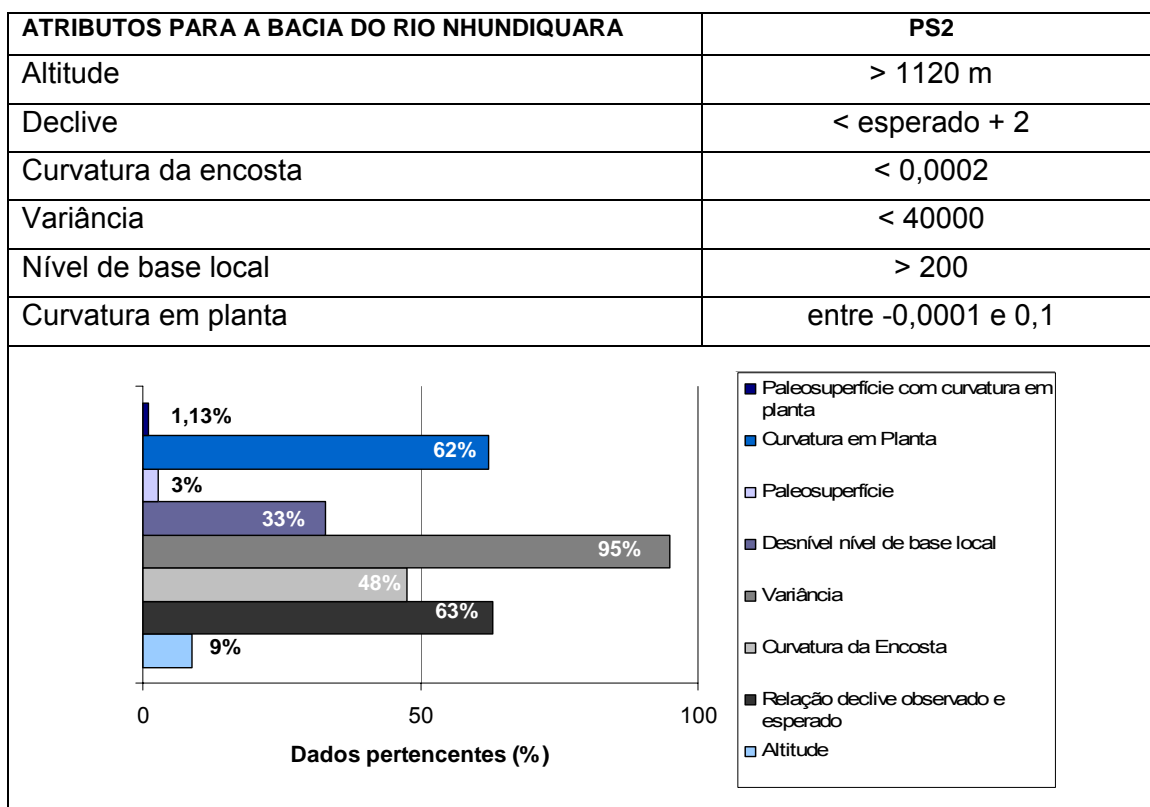 ATRIBUTOS PARA A BACIA DO RIO NHUNDIQUARA PS2
Altitude > 1120 m
Declive < esperado + 2
Curvatura da encosta < 0,0002
Variância < 40000
Nível de base local > 200
Curvatura em planta entre -0,0001 e 0,1
1,13%
62%
3%
33%
95%
48%
63%
9%
0 50 100
Dados pertencentes (%)
Paleosuperfície com curvatura em
planta
Curvatura em Planta
Paleosuperfície
Desnível nível de base local
Variância
Curvatura da Encosta
Relação declive observado e
esperado
Altitude